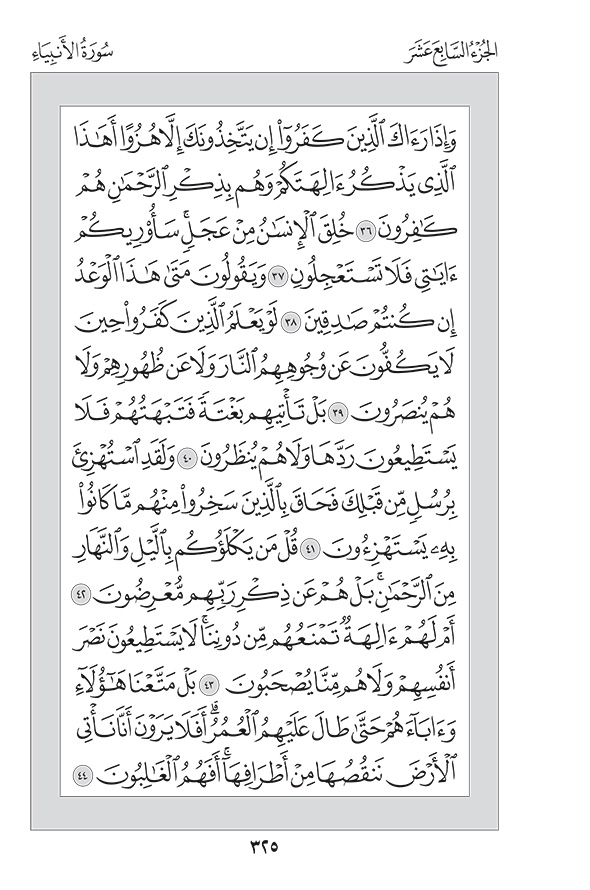 الجُزْءُ السَّابِعَ عَشَرَ
سُورَةُ الأَنبِيَاءِ
وَإِذَا رَءَاكَ ٱلَّذِينَ كَفَرُوٓاْ إِن يَتَّخِذُونَكَ إِلَّا هُزُوًا أَهَٰذَا
ٱلَّذِي يَذۡكُرُ ءَالِهَتَكُمۡ وَهُم بِذِكۡرِ ٱلرَّحۡمَٰنِ هُمۡ
كَٰفِرُونَ ٣٦ خُلِقَ ٱلۡإِنسَٰنُ مِنۡ عَجَلٖۚ سَأُوْرِيكُمۡ
ءَايَٰتِي فَلَا تَسۡتَعۡجِلُونِ ٣٧ وَيَقُولُونَ مَتَىٰ هَٰذَا ٱلۡوَعۡدُ
إِن كُنتُمۡ صَٰدِقِينَ ٣٨ لَوۡ يَعۡلَمُ ٱلَّذِينَ كَفَرُواْ حِينَ
لَا يَكُفُّونَ عَن وُجُوهِهِمُ ٱلنَّارَ وَلَا عَن ظُهُورِهِمۡ وَلَا
هُمۡ يُنصَرُونَ ٣٩ بَلۡ تَأۡتِيهِم بَغۡتَةٗ فَتَبۡهَتُهُمۡ فَلَا
يَسۡتَطِيعُونَ رَدَّهَا وَلَا هُمۡ يُنظَرُونَ ٤٠ وَلَقَدِ ٱسۡتُهۡزِئَ
بِرُسُلٖ مِّن قَبۡلِكَ فَحَاقَ بِٱلَّذِينَ سَخِرُواْ مِنۡهُم مَّا كَانُواْ
بِهِۦ يَسۡتَهۡزِءُونَ ٤١ قُلۡ مَن يَكۡلَؤُكُم بِٱلَّيۡلِ وَٱلنَّهَارِ
مِنَ ٱلرَّحۡمَٰنِۚ بَلۡ هُمۡ عَن ذِكۡرِ رَبِّهِم مُّعۡرِضُونَ ٤٢
أَمۡ لَهُمۡ ءَالِهَةٞ تَمۡنَعُهُم مِّن دُونِنَاۚ لَا يَسۡتَطِيعُونَ نَصۡرَ
أَنفُسِهِمۡ وَلَا هُم مِّنَّا يُصۡحَبُونَ ٤٣ بَلۡ مَتَّعۡنَا هَٰٓؤُلَآءِ
وَءَابَآءَهُمۡ حَتَّىٰ طَالَ عَلَيۡهِمُ ٱلۡعُمُرُۗ أَفَلَا يَرَوۡنَ أَنَّا نَأۡتِي
ٱلۡأَرۡضَ نَنقُصُهَا مِنۡ أَطۡرَافِهَآۚ أَفَهُمُ ٱلۡغَٰلِبُونَ ٤٤
٣٢٥